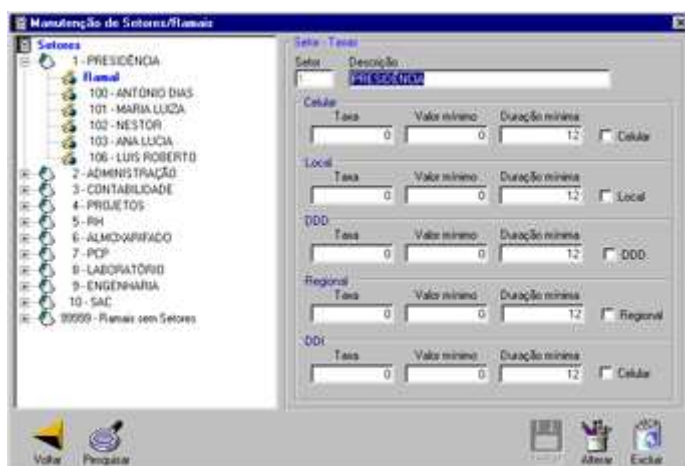 Manutenção de Setores/Ramais
Setores
1 - PRESIDÊNCIA
Ramal
100 - ANTONIO DIAS
101 - MARIA LUIZA
102 - NESTOR
103 - ANA LUCIA
106 - LUIS ROBERTO
2 - ADMINISTRAÇÃO
3 - CONTABILIDADE
4 - PROJETOS
5 - RH
6 - ALMOXARIFADO
7 - PCP
8 - LABORATÓRIO
9 - ENGENHARIA
10 - SAC
99999 - Ramais sem Setores
Setor - Taxas
Setor Descrição
1 PRESIDÊNCIA
Celular
Taxa Valor mínimo Duração mínima
0 0 12 Celular
Local
Taxa Valor mínimo Duração mínima
0 0 12 Local
DDD
Taxa Valor mínimo Duração mínima
0 0 12 DDD
Regional
Taxa Valor mínimo Duração mínima
0 0 12 Regional
DDI
Taxa Valor mínimo Duração mínima
0 0 12 Celular
Voltar Pesquisar Alterar Excluir